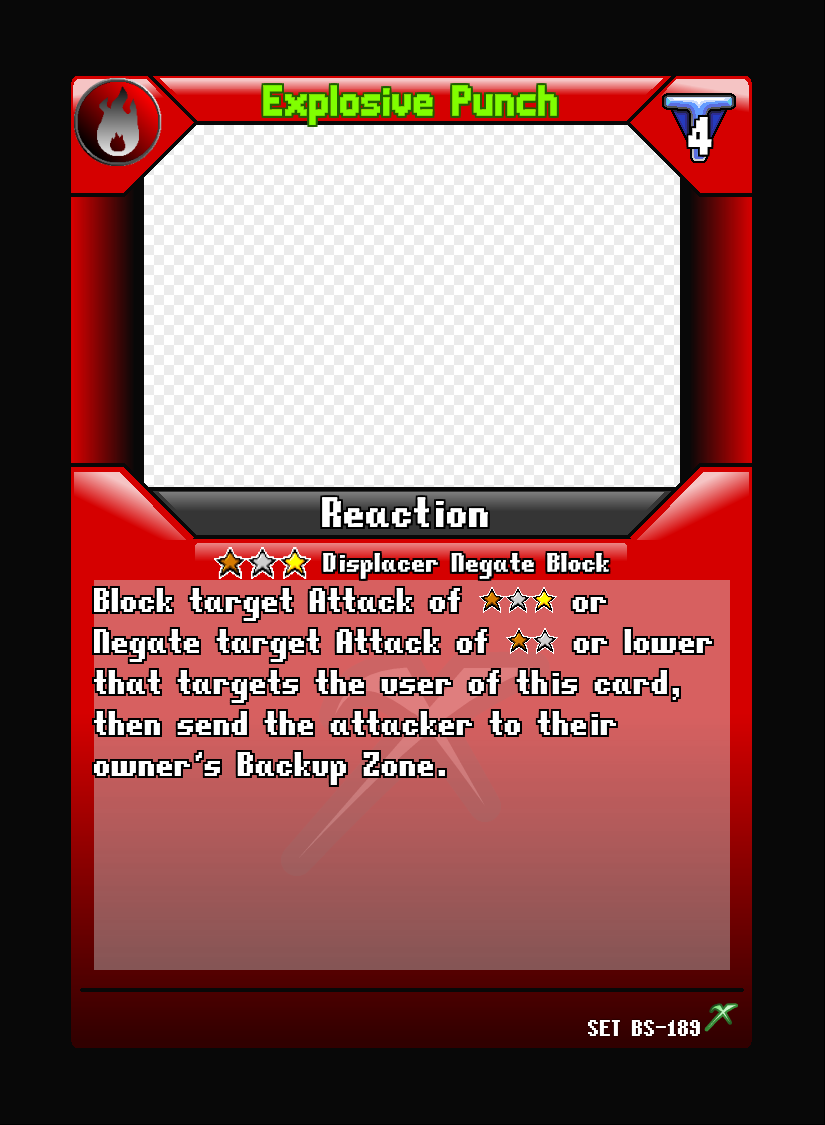 Explosive Punch
4
Reaction
Displacer Negate Block
Block target Attack of or
Negate target Attack of or lower
that targets the user of this card,
then send the attacker to their
owner's Backup Zone.
SET BS-189